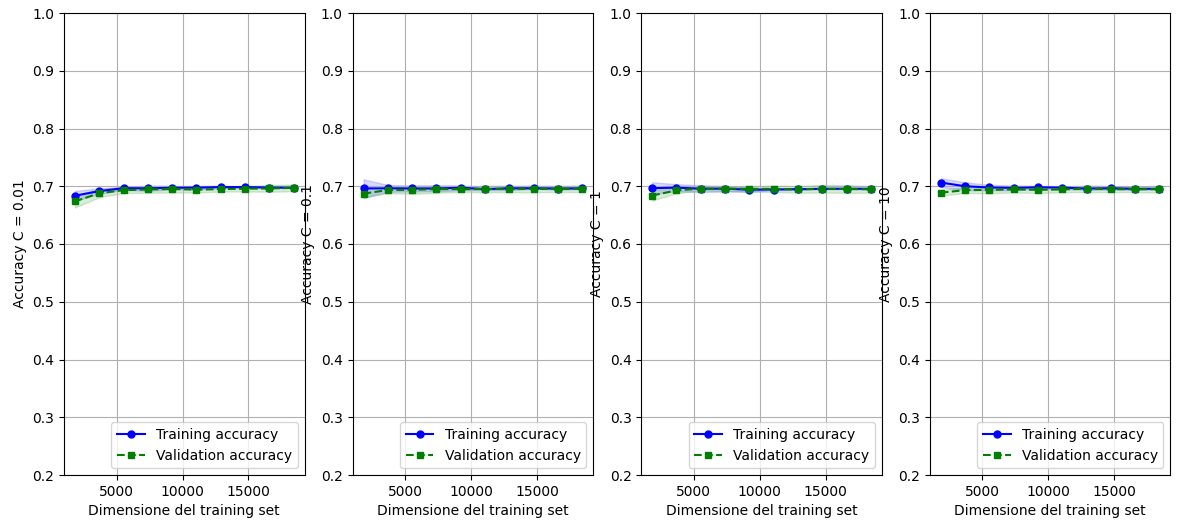 1.0
0.9
0.8
0.7
0.6
0.5
0.4
0.3
0.2
Accuracy C = 0.01
Training accuracy
Validation accuracy
5000 10000 15000
Dimensione del training set
1.0
0.9
0.8
0.7
0.6
0.5
0.4
0.3
0.2
Accuracy C = 0.1
Training accuracy
Validation accuracy
5000 10000 15000
Dimensione del training set
1.0
0.9
0.8
0.7
0.6
0.5
0.4
0.3
0.2
Accuracy C = 1
Training accuracy
Validation accuracy
5000 10000 15000
Dimensione del training set
1.0
0.9
0.8
0.7
0.6
0.5
0.4
0.3
0.2
Accuracy C = 10
Training accuracy
Validation accuracy
5000 10000 15000
Dimensione del training set